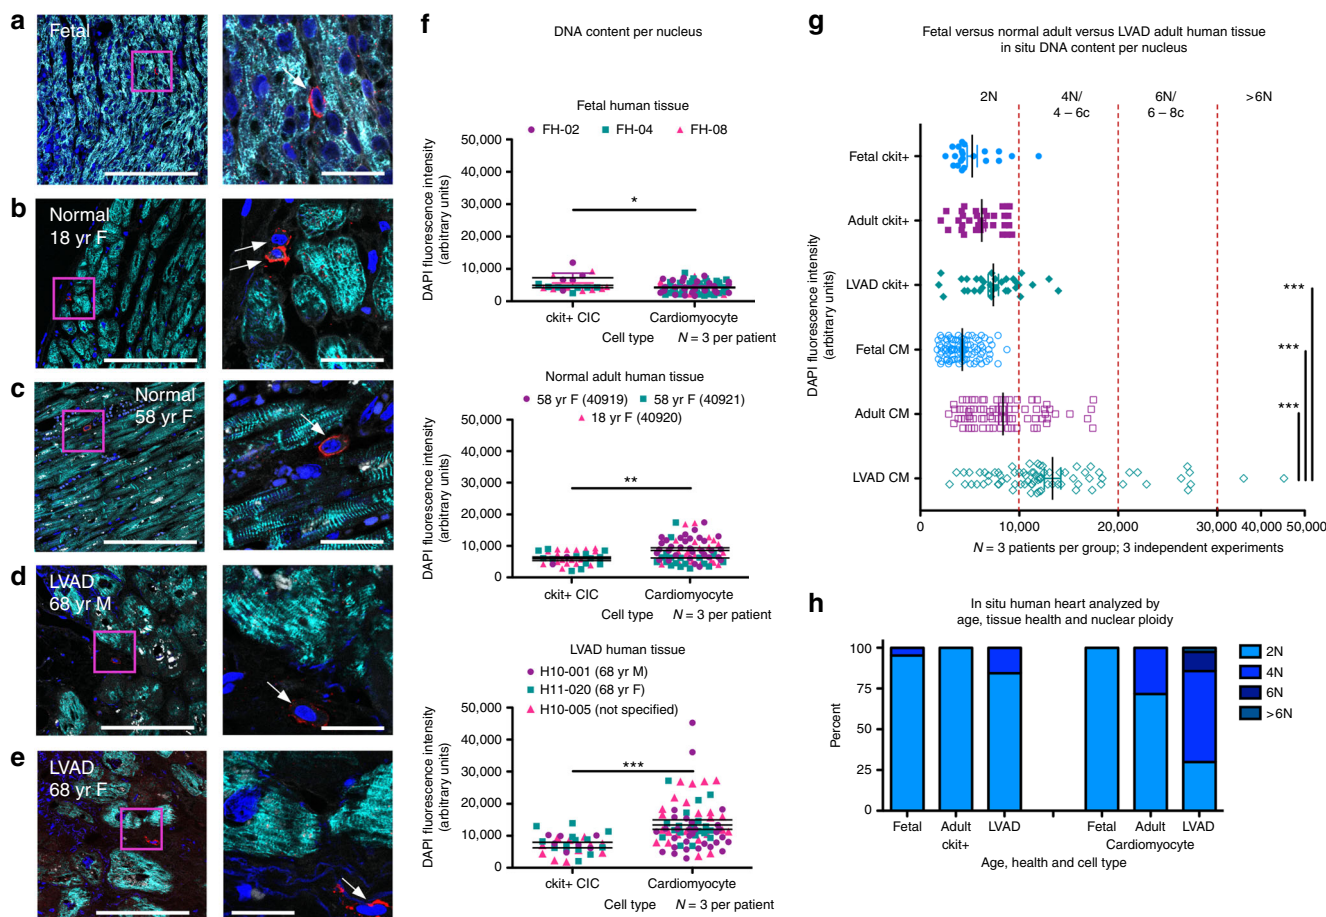 a
Fetal
b
Normal
18 yr F
c
Normal
58 yr F
d
LVAD
68 yr M
e
LVAD
68 yr F
f
DNA content per nucleus
Fetal human tissue
FH-02 FH-04 FH-08
DAPI fluorescence intensity
(arbitrary units)
50,000
40,000
30,000
20,000
10,000
0
*
ckit+ CIC Cardiomyocyte
Cell type N = 3 per patient
Normal adult human tissue
58 yr F (40919) 58 yr F (40921)
18 yr F (40920)
DAPI fluorescence intensity
(arbitrary units)
50,000
40,000
30,000
20,000
10,000
0
**
ckit+ CIC Cardiomyocyte
Cell type N = 3 per patient
LVAD human tissue
H10-001 (68 yr M)
H11-020 (68 yr F)
H10-005 (not specified)
DAPI fluorescence intensity
(arbitrary units)
50,000
40,000
30,000
20,000
10,000
0
***
ckit+ CIC Cardiomyocyte
Cell type N = 3 per patient
g
Fetal versus normal adult versus LVAD adult human tissue
in situ DNA content per nucleus
2N 4N/ 6N/ >6N
4 – 6c 6 – 8c
DAPI fluorescence intensity
(arbitrary units)
Fetal ckit+
Adult ckit+
LVAD ckit+
Fetal CM
Adult CM
LVAD CM
***
***
***
0 10,000 20,000 30,000 40,000 50,000
N = 3 patients per group; 3 independent experiments
h
In situ human heart analyzed by
age, tissue health and nuclear ploidy
Percent
100
75
50
25
0
2N
4N
6N
>6N
Fetal Adult LVAD Fetal Adult LVAD
ckit+ Cardiomyocyte
Age, health and cell type